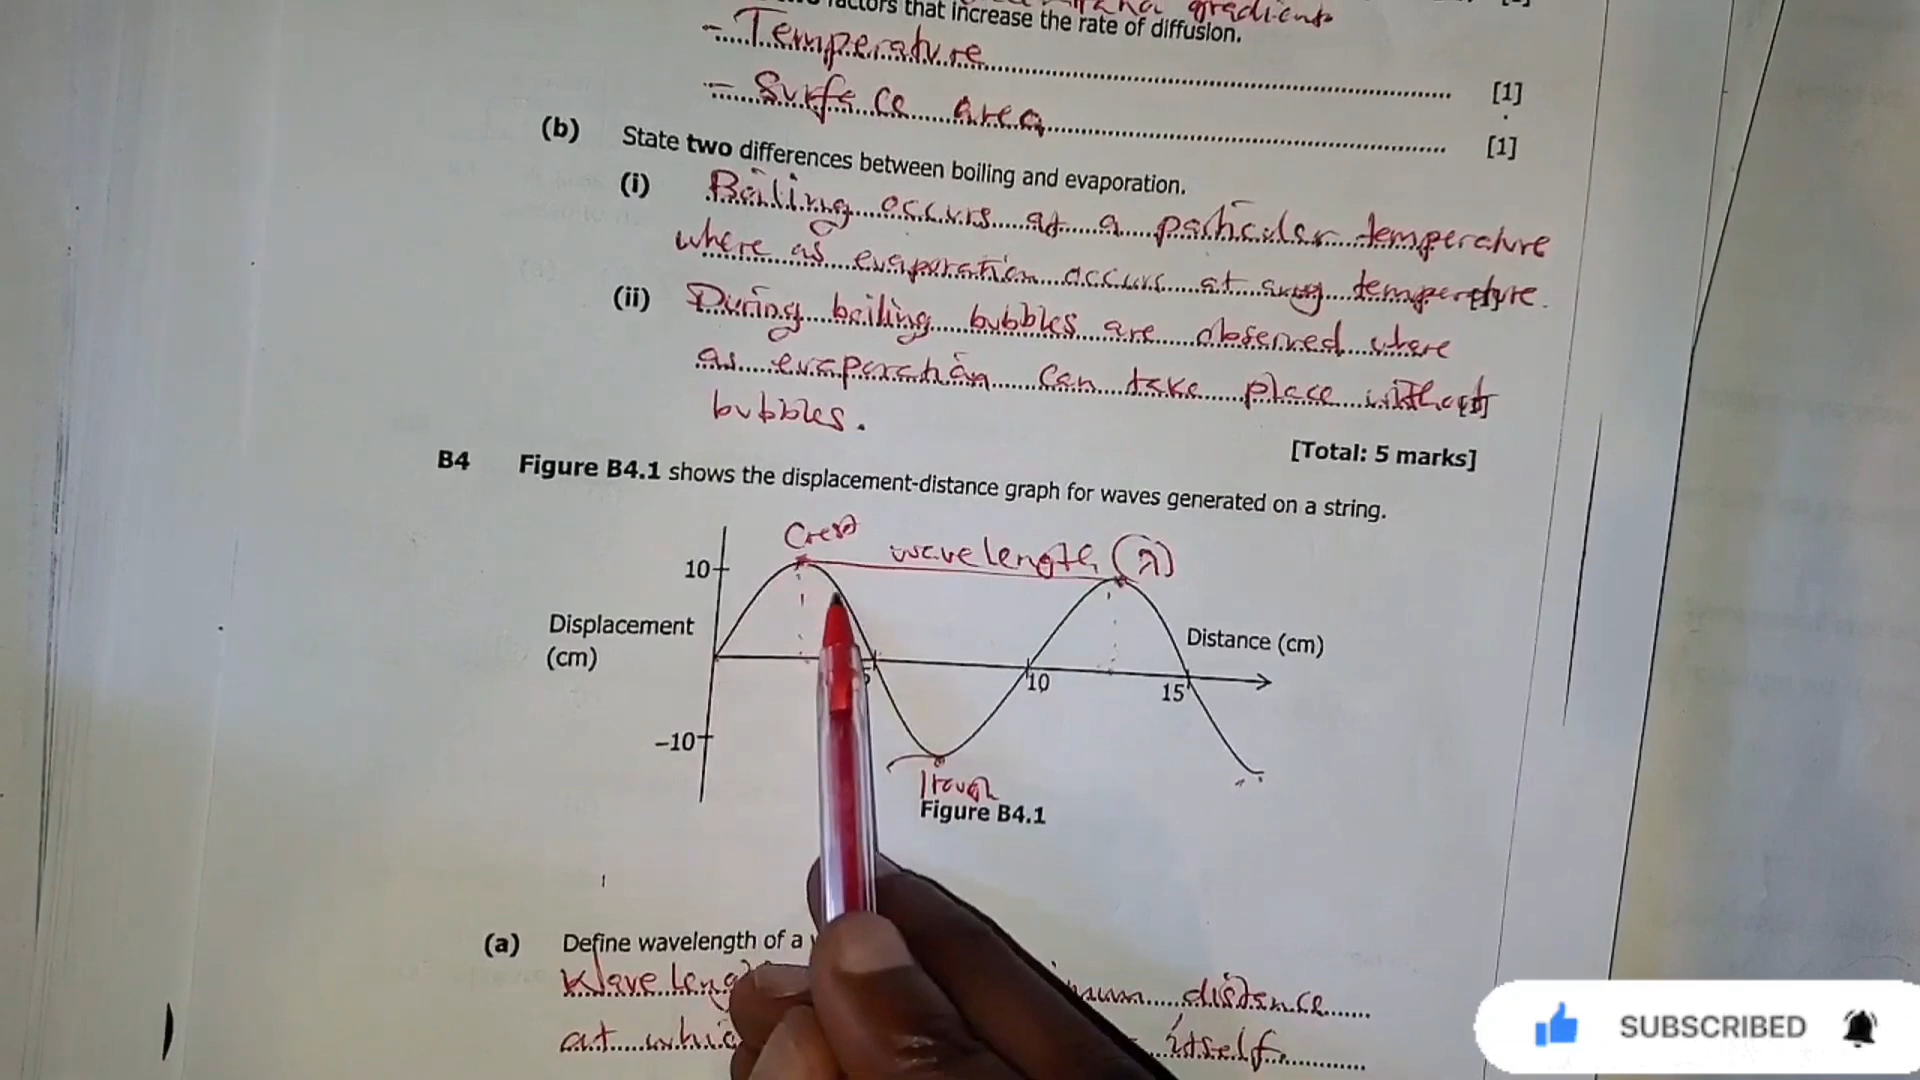 gradient
factors that increase the rate of diffusion.
- Temperature [1]
- Surface area [1]
(b) State two differences between boiling and evaporation.
(i) Boiling occurs at a particular temperature
where as evaporation occurs at any temperature.
(ii) During boiling bubbles are observed where
as evaporation can take place without
bubbles.
[Total: 5 marks]
B4 Figure B4.1 shows the displacement-distance graph for waves generated on a string.
Crest wavelength (λ)
10
Displacement
(cm)
Distance (cm)
10
15
-10
Trough
Figure B4.1
(a) Define wavelength of a
distance
at itself.
SUBSCRIBED